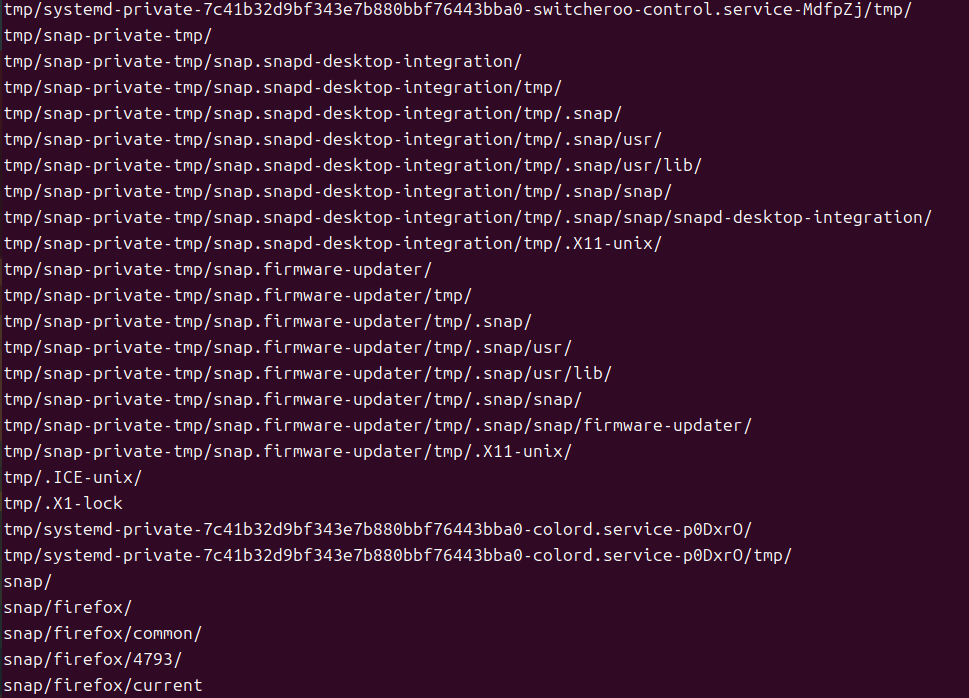 tmp/systemd-private-7c41b32d9bf343e7b880bbf76443bba0-switcheroo-control.service-MdfpZj/tmp/
tmp/snap-private-tmp/
tmp/snap-private-tmp/snap.snapd-desktop-integration/
tmp/snap-private-tmp/snap.snapd-desktop-integration/tmp/
tmp/snap-private-tmp/snap.snapd-desktop-integration/tmp/.snap/
tmp/snap-private-tmp/snap.snapd-desktop-integration/tmp/.snap/usr/
tmp/snap-private-tmp/snap.snapd-desktop-integration/tmp/.snap/usr/lib/
tmp/snap-private-tmp/snap.snapd-desktop-integration/tmp/.snap/snap/
tmp/snap-private-tmp/snap.snapd-desktop-integration/tmp/.snap/snap/snapd-desktop-integration/
tmp/snap-private-tmp/snap.snapd-desktop-integration/tmp/.X11-unix/
tmp/snap-private-tmp/snap.firmware-updater/
tmp/snap-private-tmp/snap.firmware-updater/tmp/
tmp/snap-private-tmp/snap.firmware-updater/tmp/.snap/
tmp/snap-private-tmp/snap.firmware-updater/tmp/.snap/usr/
tmp/snap-private-tmp/snap.firmware-updater/tmp/.snap/usr/lib/
tmp/snap-private-tmp/snap.firmware-updater/tmp/.snap/snap/
tmp/snap-private-tmp/snap.firmware-updater/tmp/.snap/snap/firmware-updater/
tmp/snap-private-tmp/snap.firmware-updater/tmp/.X11-unix/
tmp/.ICE-unix/
tmp/.X1-lock
tmp/systemd-private-7c41b32d9bf343e7b880bbf76443bba0-colord.service-p0DxrO/
tmp/systemd-private-7c41b32d9bf343e7b880bbf76443bba0-colord.service-p0DxrO/tmp/
snap/
snap/firefox/
snap/firefox/common/
snap/firefox/4793/
snap/firefox/current